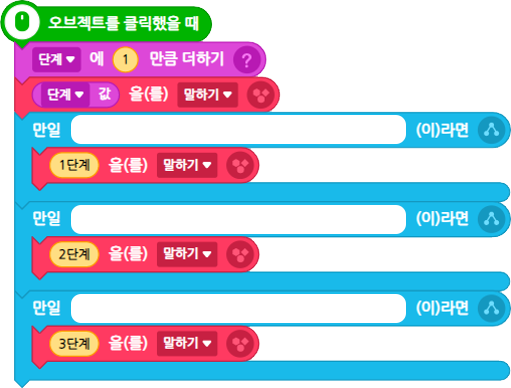 오브젝트를 클릭했을 때
단계 에 1 만큼 더하기 ?
단계 값 을(를) 말하기
만일 (이)라면
1단계 을(를) 말하기
만일 (이)라면
2단계 을(를) 말하기
만일 (이)라면
3단계 을(를) 말하기